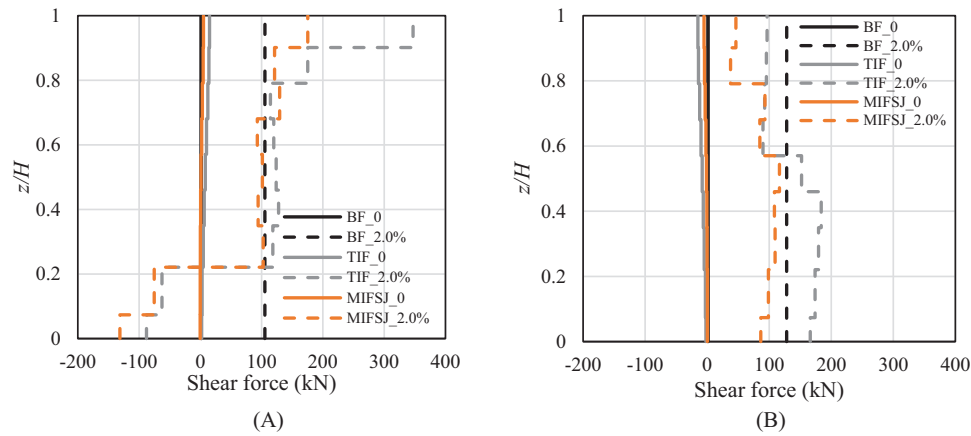 1
0.8
0.6
0.4
0.2
0
z/H
-200 -100 0 100 200 300 400
Shear force (kN)
BF_0
BF_2.0%
TIF_0
TIF_2.0%
MIFSJ_0
MIFSJ_2.0%
(A)
1
0.8
0.6
0.4
0.2
0
z/H
-200 -100 0 100 200 300 400
Shear force (kN)
BF_0
BF_2.0%
TIF_0
TIF_2.0%
MIFSJ_0
MIFSJ_2.0%
(B)